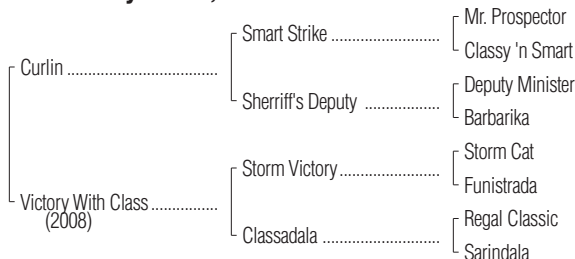 Curlin ..................................
Smart Strike ........................
Mr. Prospector
Classy 'n Smart
Sherriff's Deputy ................
Deputy Minister
Barbarika
Victory With Class ...............
(2008)
Storm Victory......................
Storm Cat
Funistrada
Classadala ..........................
Regal Classic
Sarindala